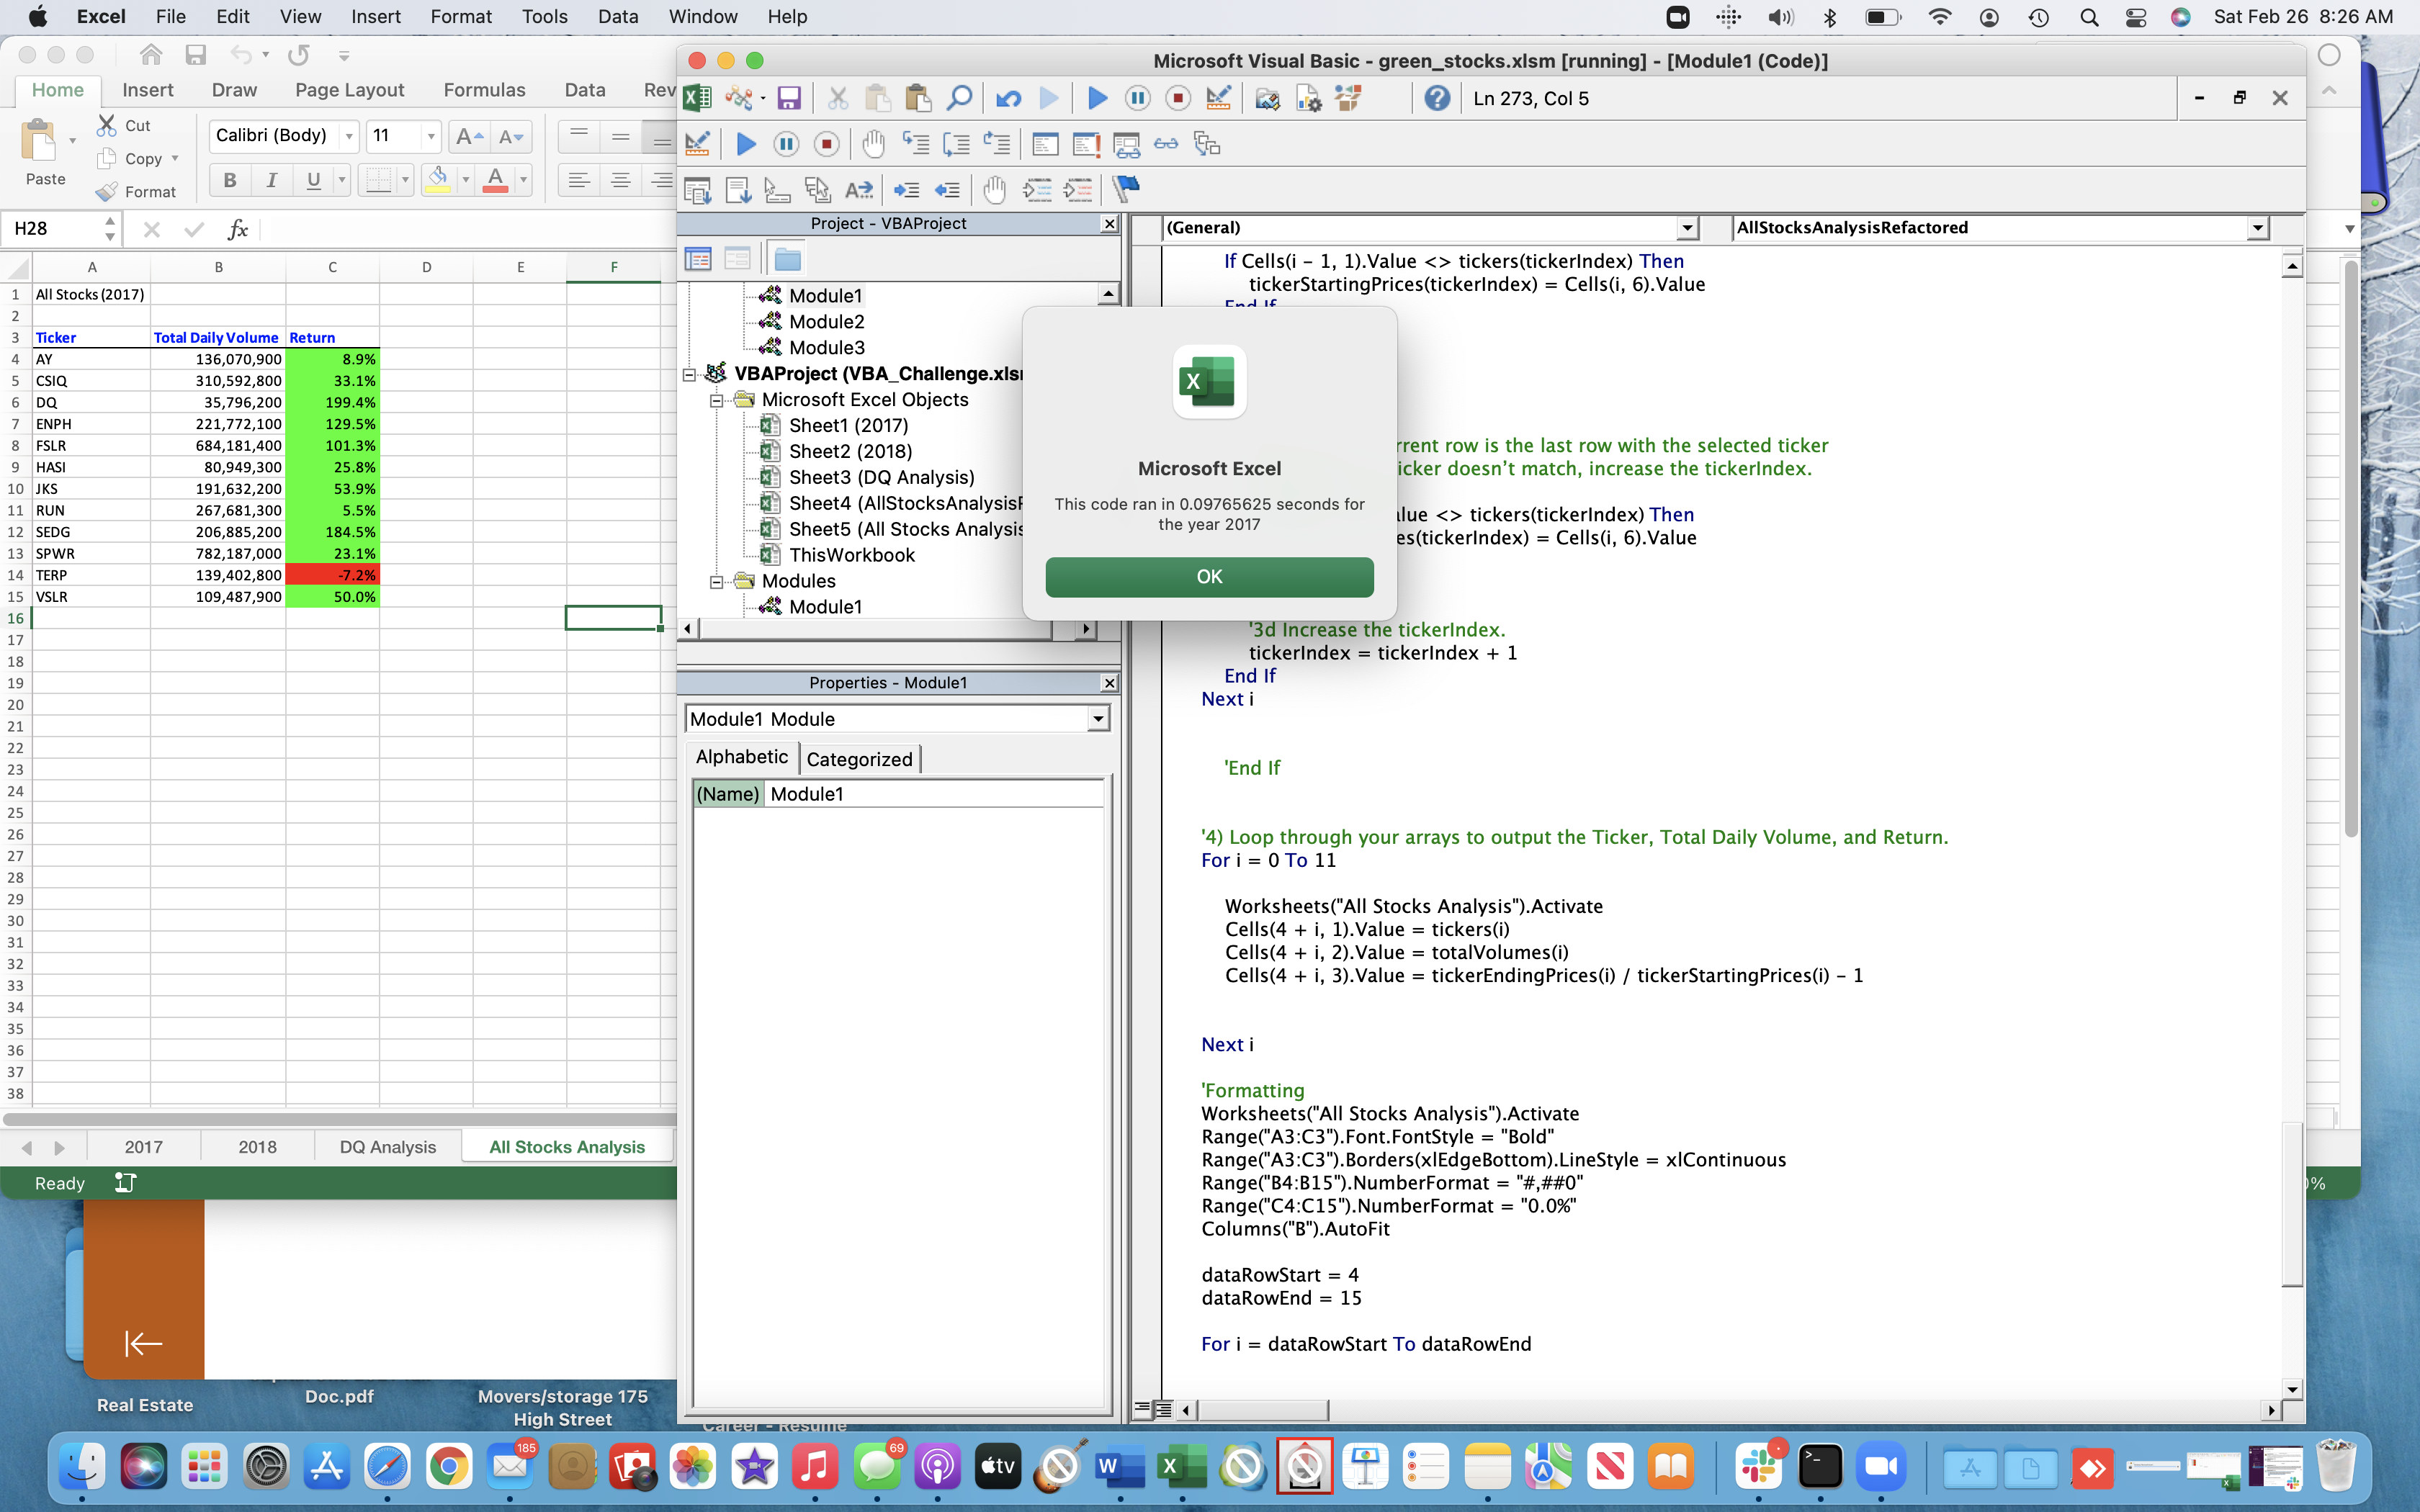 Excel File Edit View Insert Format Tools Data Window Help
Sat Feb 26 8:26 AM
Home Insert Draw Page Layout Formulas Data Rev
Paste
Cut
Copy
Format
Calibri (Body) 11
B I U
H28 fx
A B C D E F
1 All Stocks (2017)
2
3 Ticker Total Daily Volume Return
4 AY 136,070,900 8.9%
5 CSIQ 310,592,800 33.1%
6 DQ 35,796,200 199.4%
7 ENPH 221,772,100 129.5%
8 FSLR 684,181,400 101.3%
9 HASI 80,949,300 25.8%
10 JKS 191,632,200 53.9%
11 RUN 267,681,300 5.5%
12 SEDG 206,885,200 184.5%
13 SPWR 782,187,000 23.1%
14 TERP 139,402,800 -7.2%
15 VSLR 109,487,900 50.0%
16
17
18
19
20
21
22
23
24
25
26
27
28
29
30
31
32
33
34
35
36
37
38
2017 2018 DQ Analysis All Stocks Analysis
Ready
Real Estate
Doc.pdf
Movers/storage 175
High Street
Microsoft Visual Basic - green_stocks.xlsm [running] - [Module1 (Code)]
Ln 273, Col 5
Project - VBAProject
Module1
Module2
Module3
VBAProject (VBA_Challenge.xls
Microsoft Excel Objects
Sheet1 (2017)
Sheet2 (2018)
Sheet3 (DQ Analysis)
Sheet4 (AllStocksAnalysis
Sheet5 (All Stocks Analysis
ThisWorkbook
Modules
Module1
Properties - Module1
Module1 Module
Alphabetic Categorized
(Name) Module1
(General) AllStocksAnalysisRefactored
If Cells(i - 1, 1).Value <> tickers(tickerIndex) Then
tickerStartingPrices(tickerIndex) = Cells(i, 6).Value
End If
rrent row is the last row with the selected ticker
icker doesn't match, increase the tickerIndex.
lue <> tickers(tickerIndex) Then
es(tickerIndex) = Cells(i, 6).Value
'3d Increase the tickerIndex.
tickerIndex = tickerIndex + 1
End If
Next i
'End If
'4) Loop through your arrays to output the Ticker, Total Daily Volume, and Return.
For i = 0 To 11
Worksheets("All Stocks Analysis").Activate
Cells(4 + i, 1).Value = tickers(i)
Cells(4 + i, 2).Value = totalVolumes(i)
Cells(4 + i, 3).Value = tickerEndingPrices(i) / tickerStartingPrices(i) - 1
Next i
'Formatting
Worksheets("All Stocks Analysis").Activate
Range("A3:C3").Font.FontStyle = "Bold"
Range("A3:C3").Borders(xlEdgeBottom).LineStyle = xlContinuous
Range("B4:B15").NumberFormat = "#,##0"
Range("C4:C15").NumberFormat = "0.0%"
Columns("B").AutoFit
dataRowStart = 4
dataRowEnd = 15
For i = dataRowStart To dataRowEnd
Microsoft Excel
This code ran in 0.09765625 seconds for
the year 2017
OK
Career - Resume
185
69
tv